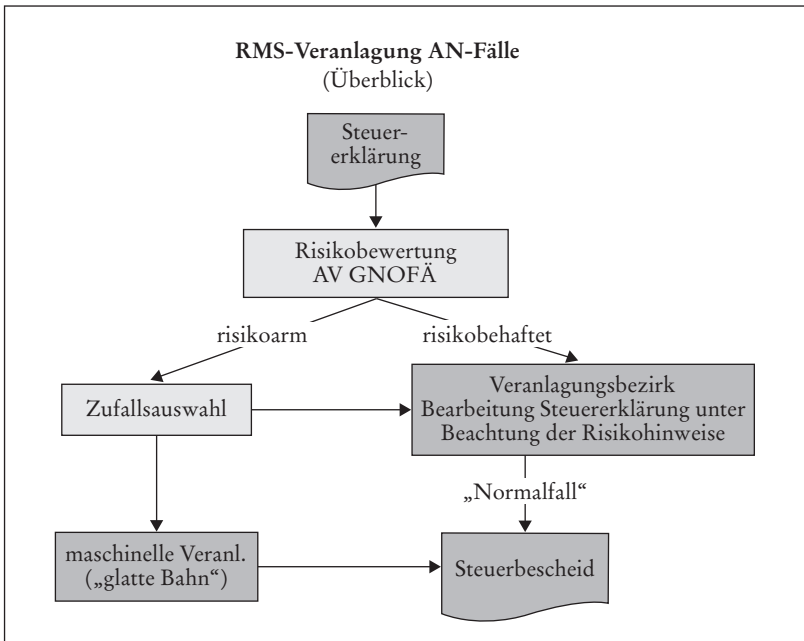 RMS-Veranlagung AN-Fälle
(Überblick)
Steuer-
erklärung
Risikobewertung
AV GNOFÄ
risikoarm
risikobehaftet
Zufallsauswahl
Veranlagungsbezirk
Bearbeitung Steuererklärung unter
Beachtung der Risikohinweise
„Normalfall“
maschinelle Veranl.
(„glatte Bahn“)
Steuerbescheid